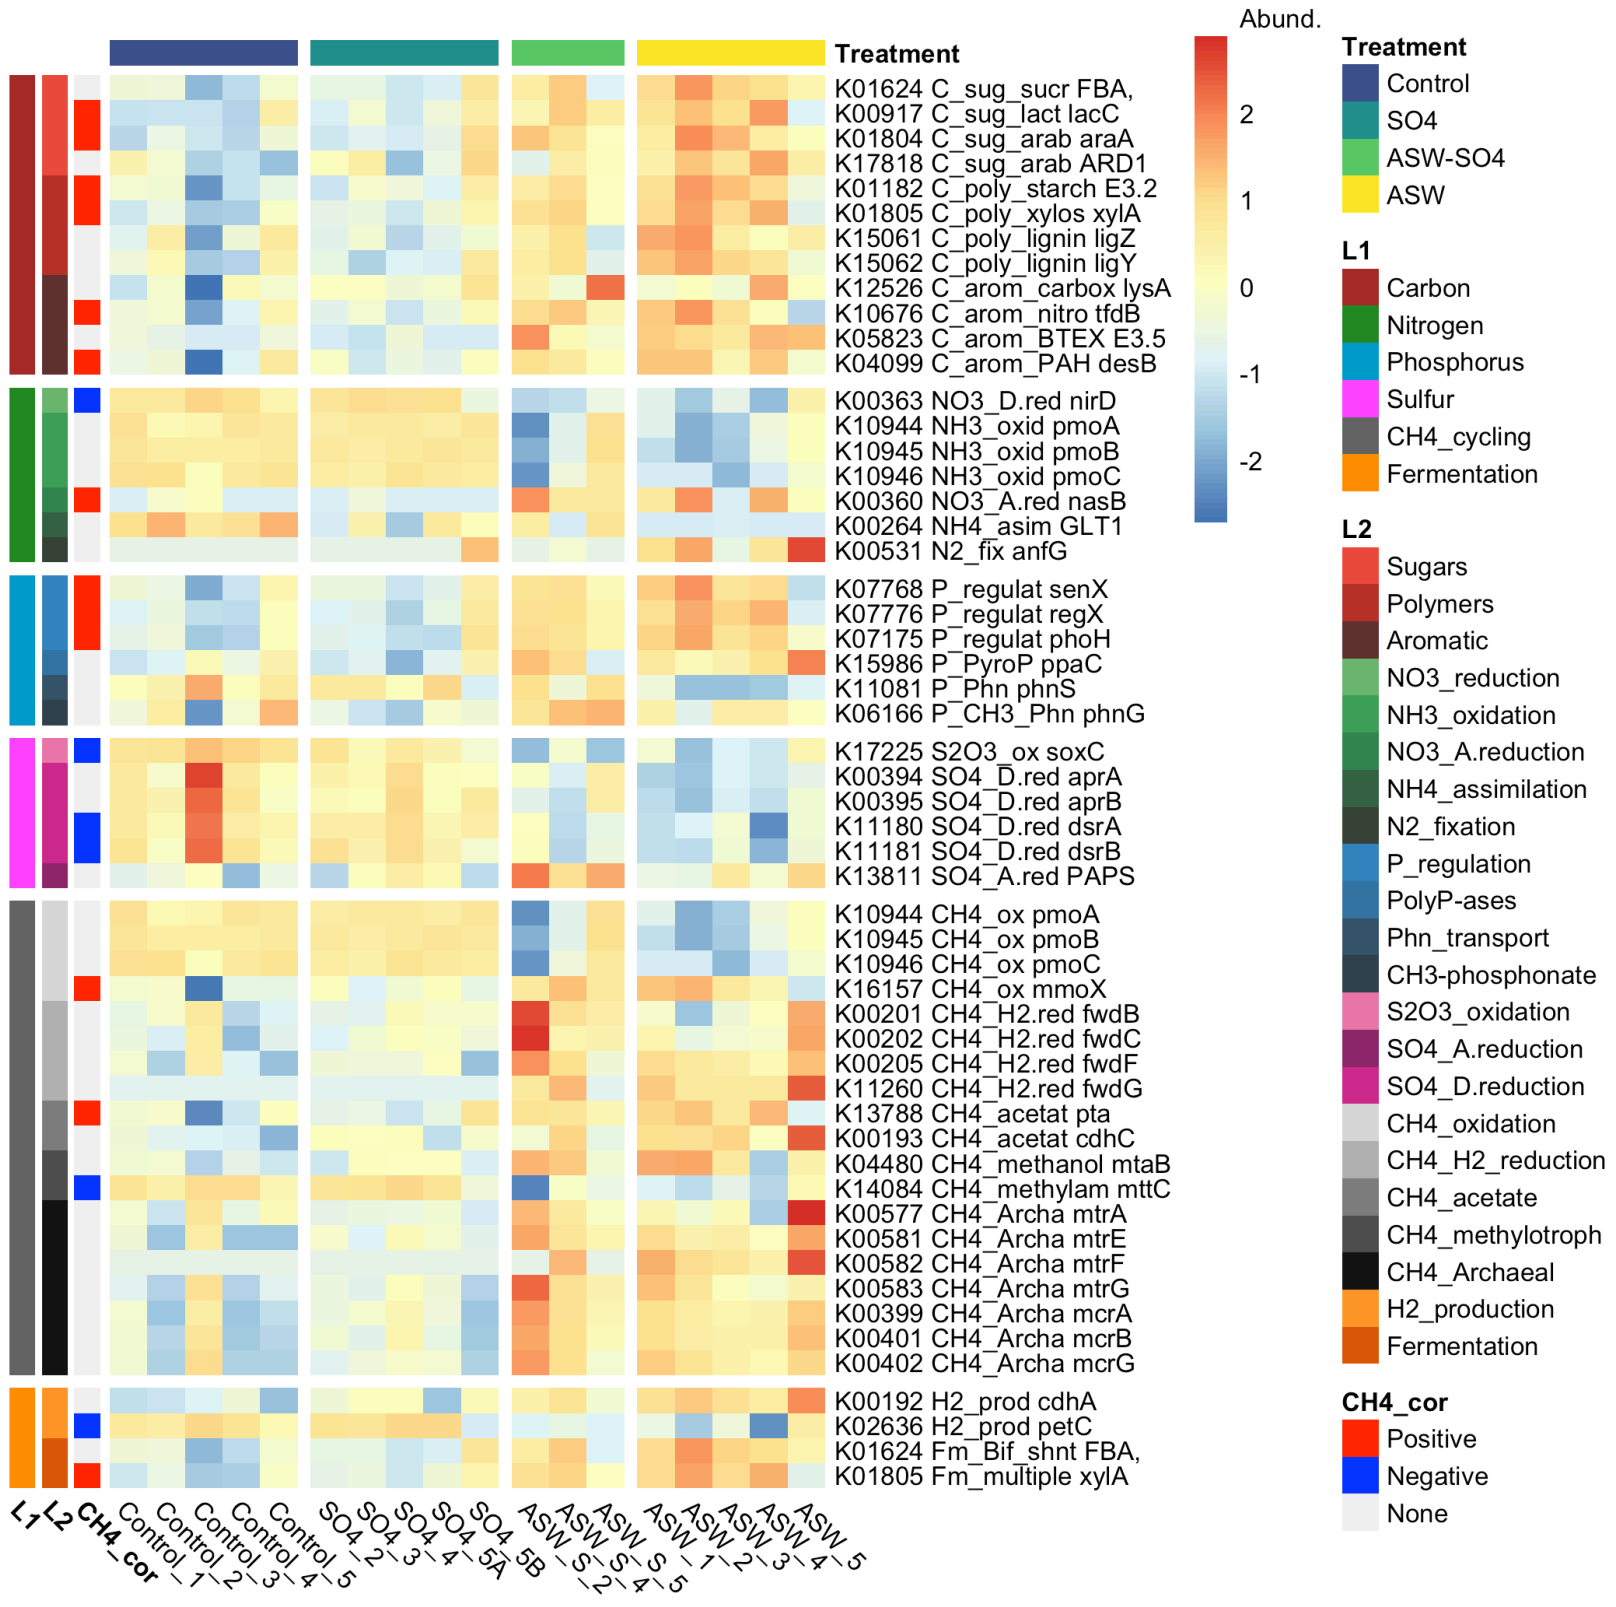 Abund.
2
1
0
-1
-2
Treatment
K01624 C_sug_sucr FBA,
K00917 C_sug_lact lacC
K01804 C_sug_arab araA
K17818 C_sug_arab ARD1
K01182 C_poly_starch E3.2
K01805 C_poly_xylos xylA
K15061 C_poly_lignin ligZ
K15062 C_poly_lignin ligY
K12526 C_arom_carbox lysA
K10676 C_arom_nitro tfdB
K05823 C_arom_BTEX E3.5
K04099 C_arom_PAH desB
K00363 NO3_D.red nirD
K10944 NH3_oxid pmoA
K10945 NH3_oxid pmoB
K10946 NH3_oxid pmoC
K00360 NO3_A.red nasB
K00264 NH4_asim GLT1
K00531 N2_fix anfG
K07768 P_regulat senX
K07776 P_regulat regX
K07175 P_regulat phoH
K15986 P_PyroP ppaC
K11081 P_Phn phnS
K06166 P_CH3_Phn phnG
K17225 S2O3_ox soxC
K00394 SO4_D.red aprA
K00395 SO4_D.red aprB
K11180 SO4_D.red dsrA
K11181 SO4_D.red dsrB
K13811 SO4_A.red PAPS
K10944 CH4_ox pmoA
K10945 CH4_ox pmoB
K10946 CH4_ox pmoC
K16157 CH4_ox mmoX
K00201 CH4_H2.red fwdB
K00202 CH4_H2.red fwdC
K00205 CH4_H2.red fwdF
K11260 CH4_H2.red fwdG
K13788 CH4_acetat pta
K00193 CH4_acetat cdhC
K04480 CH4_methanol mtaB
K14084 CH4_methylam mttC
K00577 CH4_Archa mtrA
K00581 CH4_Archa mtrE
K00582 CH4_Archa mtrF
K00583 CH4_Archa mtrG
K00399 CH4_Archa mcrA
K00401 CH4_Archa mcrB
K00402 CH4_Archa mcrG
K00192 H2_prod cdhA
K02636 H2_prod petC
K01624 Fm_Bif_shnt FBA,
K01805 Fm_multiple xylA
L1
L2
CH4_cor
Control_1
Control_2
Control_3
Control_4
Control_5
SO4_2
SO4_3
SO4_4
SO4_5A
SO4_5B
ASW_S_2
ASW_S_4
ASW_S_5
ASW_1
ASW_2
ASW_3
ASW_4
ASW_5
Treatment
Control
SO4
ASW-SO4
ASW
L1
Carbon
Nitrogen
Phosphorus
Sulfur
CH4_cycling
Fermentation
L2
Sugars
Polymers
Aromatic
NO3_reduction
NH3_oxidation
NO3_A.reduction
NH4_assimilation
N2_fixation
P_regulation
PolyP-ases
Phn_transport
CH3-phosphonate
S2O3_oxidation
SO4_A.reduction
SO4_D.reduction
CH4_oxidation
CH4_H2_reduction
CH4_acetate
CH4_methylotroph
CH4_Archaeal
H2_production
Fermentation
CH4_cor
Positive
Negative
None